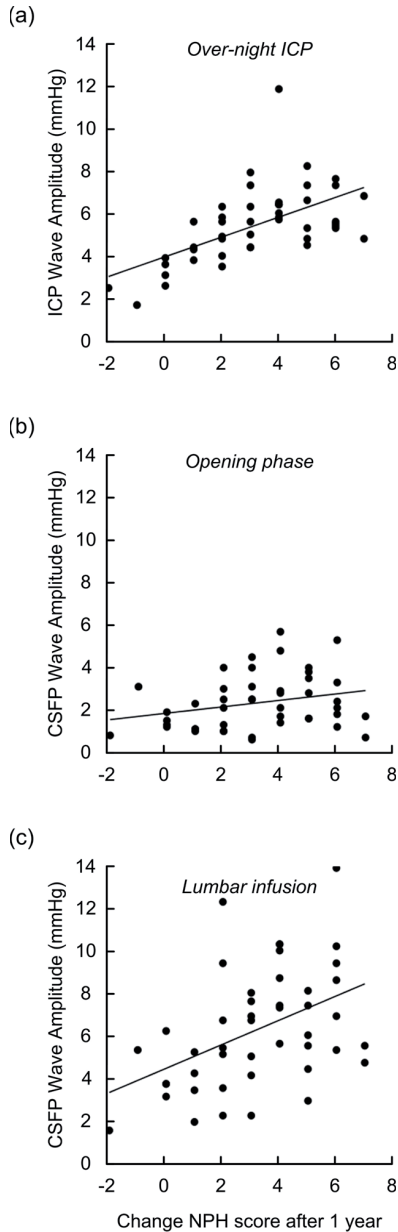 (a)
Over-night ICP
ICP Wave Amplitude (mmHg)
14
12
10
8
6
4
2
0
-2 0 2 4 6 8
(b)
Opening phase
CSFP Wave Amplitude (mmHg)
14
12
10
8
6
4
2
0
-2 0 2 4 6 8
(c)
Lumbar infusion
CSFP Wave Amplitude (mmHg)
14
12
10
8
6
4
2
0
-2 0 2 4 6 8
Change NPH score after 1 year